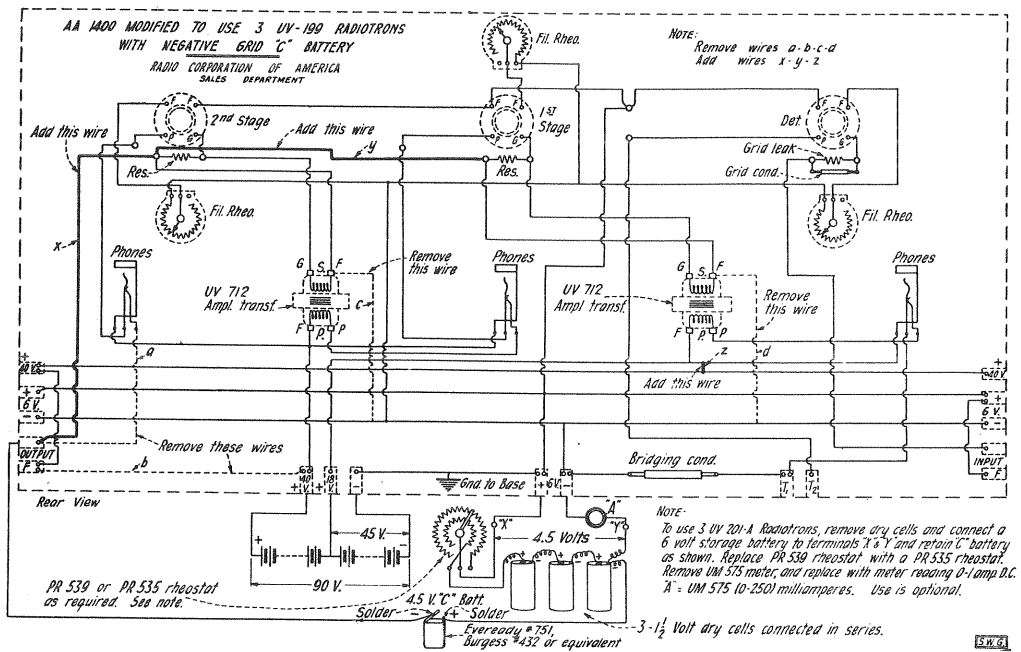 AA 1400 MODIFIED TO USE 3 UV-199 RADIOTRONS
WITH NEGATIVE GRID "C" BATTERY
RADIO CORPORATION OF AMERICA
SALES DEPARTMENT
Fil. Rheo.
NOTE:
Remove wires a-b-c-d
Add wires x-y-z
F F
2nd Stage
P G
F F
1ST
Stage
P G
F F
Det.
P G
Add this wire
Add this wire
y
Res.
Res.
Grid leak
Grid cond.
Fil. Rheo.
Fil. Rheo.
x
Phones
G S. F
Remove
this wire
c
UV 712
Ampl. transf.
F P. P
Phones
G S. F
UV 712
Ampl. transf.
F P. P
Remove
this wire
d
z
Add this wire
Phones
a
+
40V.
-
+
6 V.
-
OUTPUT
F
b
Remove these wires
+
40V.
-
+
6 V.
-
INPUT
F
Rear View
40
+ V.
18
+ V.
Gnd. to Base
+ 6V. -
Bridging cond.
T1
T2
+
45V.
-
90 V.
"X"
"A"
"Y"
4.5 Volts
+ + +
PR 539 or PR 535 rheostat
as required. See note.
4.5 V. "C" Batt.
Solder - + Solder
Eveready #751,
Burgess #432 or equivalent
3-1½ Volt dry cells connected in series.
NOTE-
To use 3 UV 201-A Radiotrons, remove dry cells and connect a
6 volt storage battery to terminals "X & Y" and retain "C" battery
as shown. Replace PR 539 rheostat with a PR 535 rheostat.
Remove UM 575 meter, and replace with meter reading 0-1 amp. D.C.
"A" = UM 575 (0-250) milliamperes. Use is optional.
S.W.G.